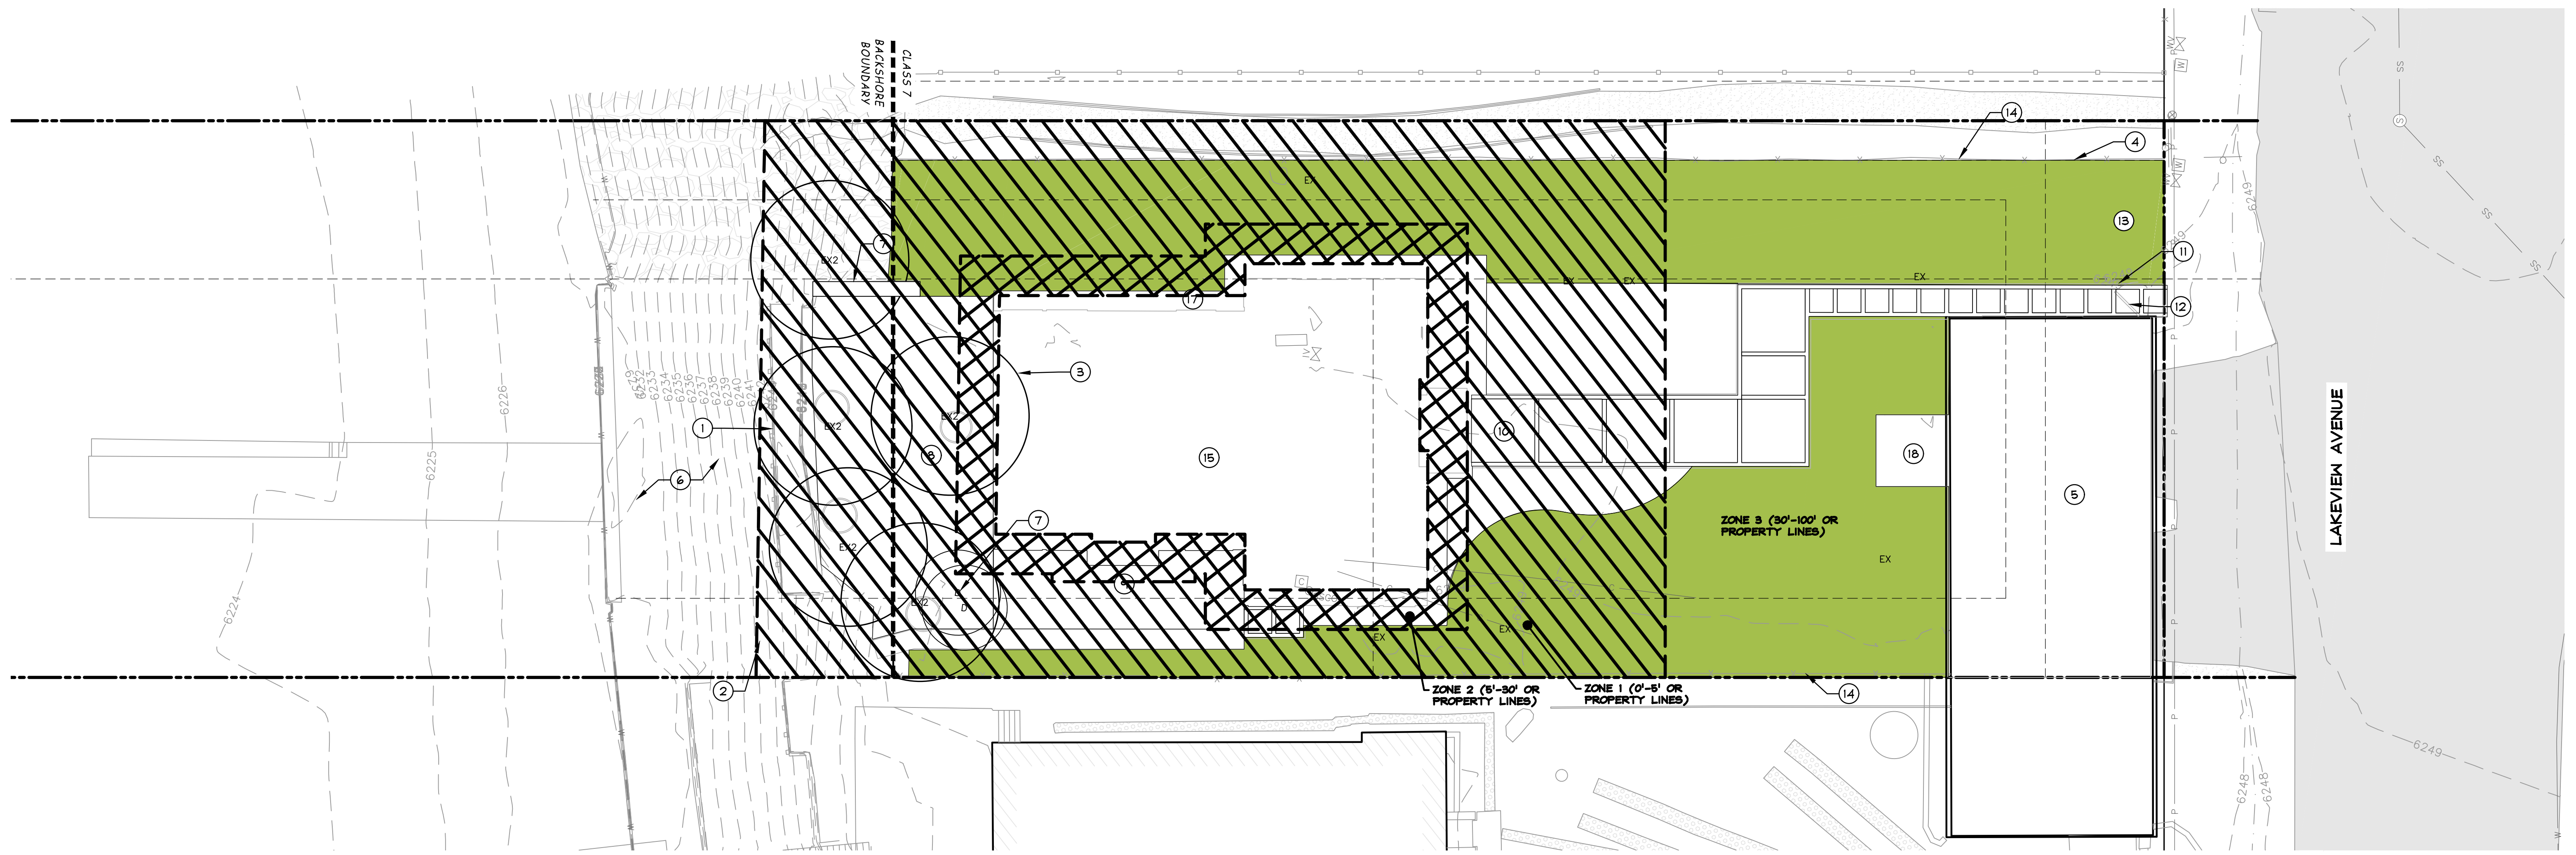 CLASS 7
BACKSHORE
BOUNDARY
14
4
13
11
12
7
EX
EX2
EX
EX
EX
17
3
EX2
EX2
1
8
10
15
6
18
5
7
ZONE 3 (30'-100' OR
PROPERTY LINES)
EX2
EX
9
EX2
D
EX
EX
2
14
ZONE 2 (5'-30' OR
PROPERTY LINES)
ZONE 1 (0'-5' OR
PROPERTY LINES)
LAKEVIEW AVENUE
6224
6225
6226
6232
6233
6234
6235
6236
6237
6238
6239
6240
6241
6249
6249
6248
6248
SS
SS
SS
SS
S
W
W
WV
C
IV